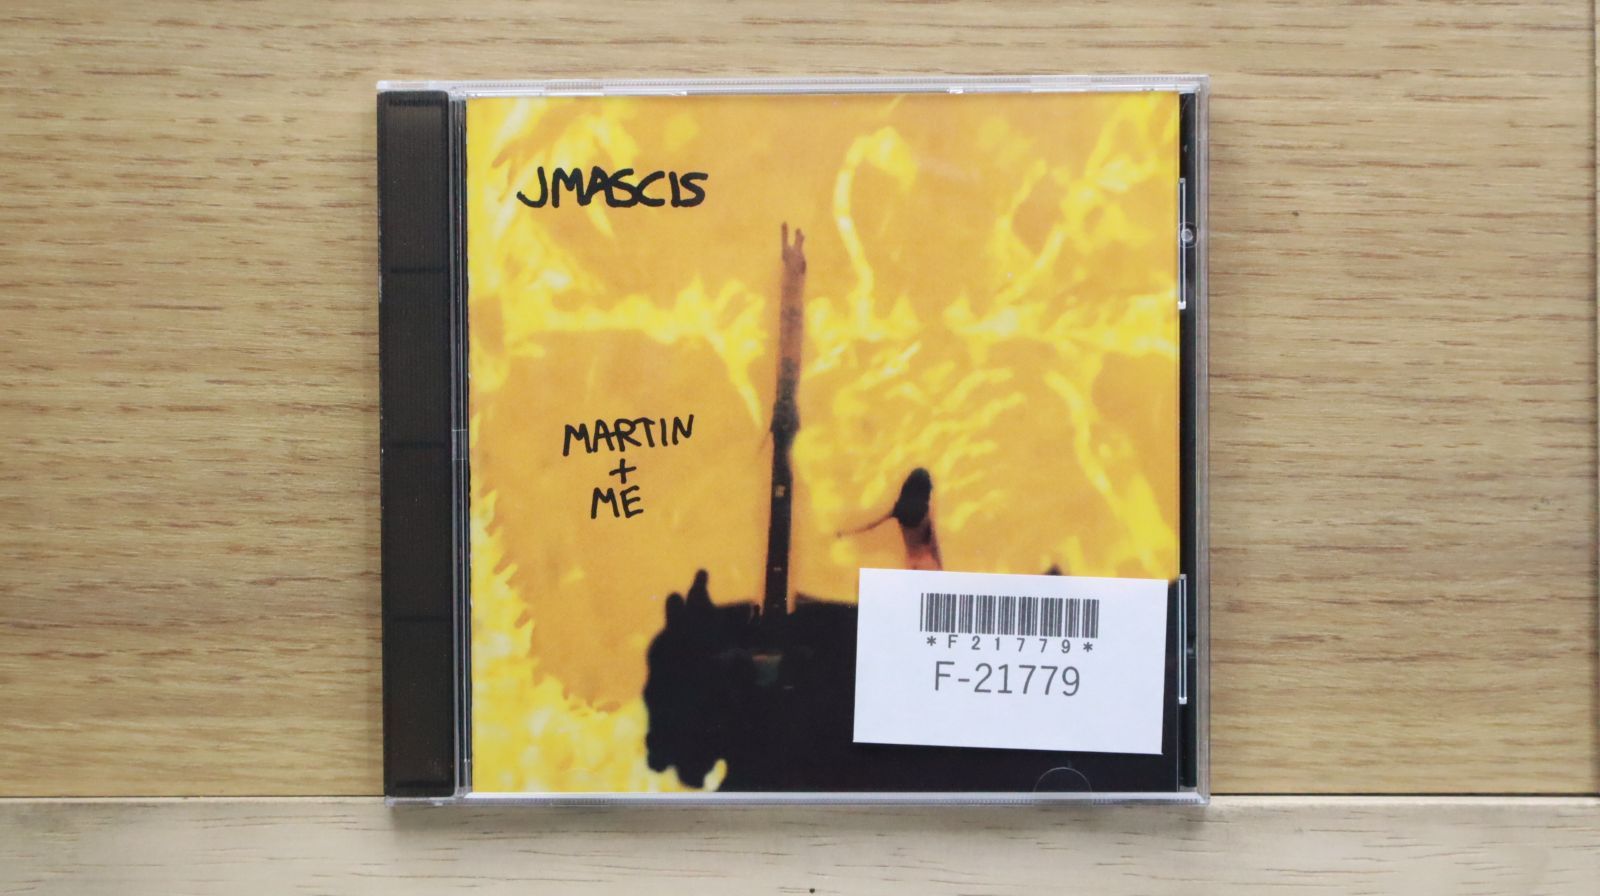 JMASCIS
MARTIN
+
ME
*F21779*
F-21779